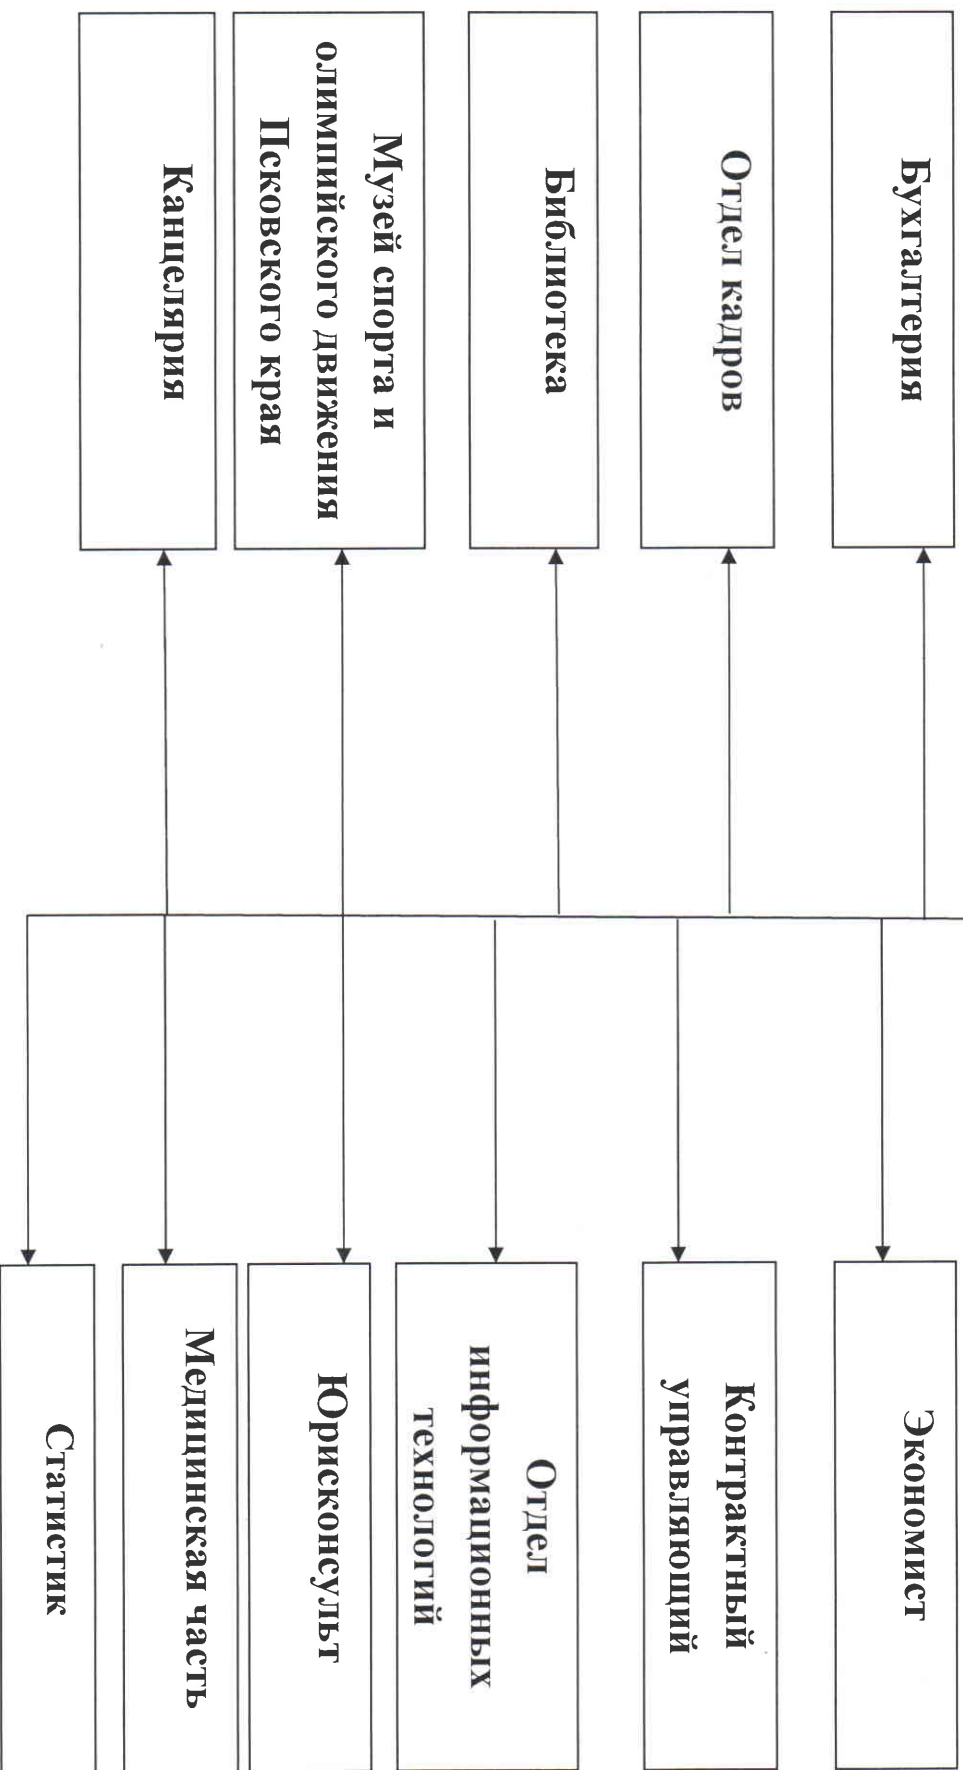 Бухгалтерия
Отдел кадров
Библиотека
Музей спорта и
олимпийского движения
Псковского края
Канцелярия
Экономист
Контрактный
управляющий
Отдел
информационных
технологий
Юрисконсульт
Медицинская часть
Статистик